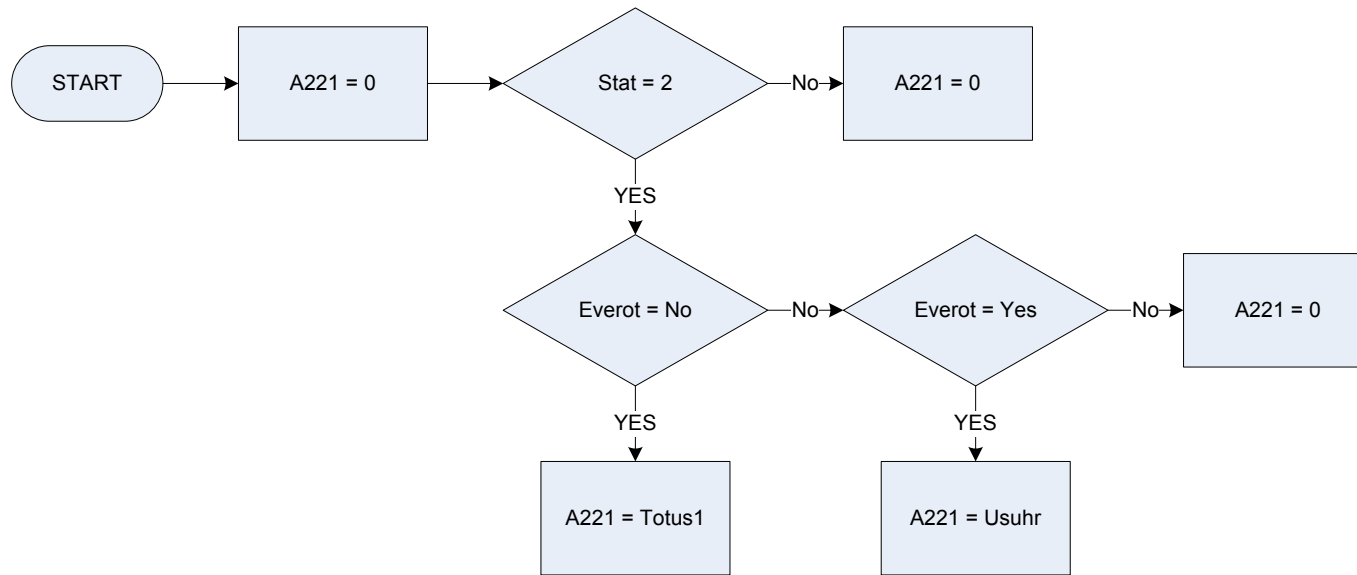 START
A221 = 0
Stat = 2
No
A221 = 0
YES
Everot = No
No
Everot = Yes
No
A221 = 0
YES
YES
A221 = Totus1
A221 = Usuhr